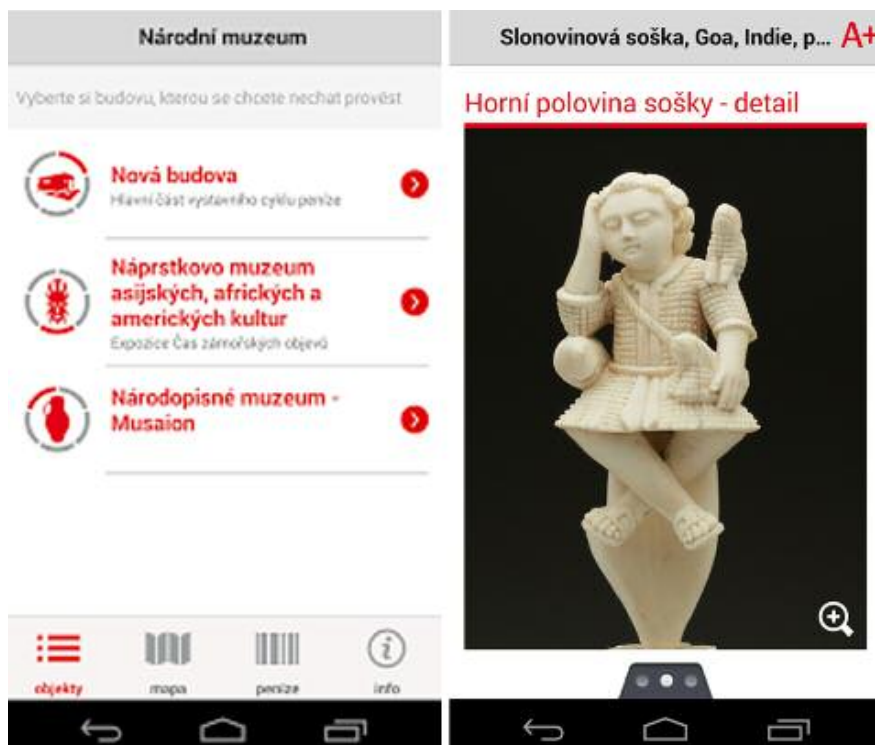 Národní muzeum
Vyberte si budovu, kterou se chcete nechat provést
Nová budova
Hlavní část výstavního cyklu peníze
Náprstkovo muzeum
asijských, afrických a
amerických kultur
Expozice Čas zámořských objevů
Národopisné muzeum -
Musaion
objekty
mapa
peníze
info
Slonovinová soška, Goa, Indie, p... A+
Horní polovina sošky - detail